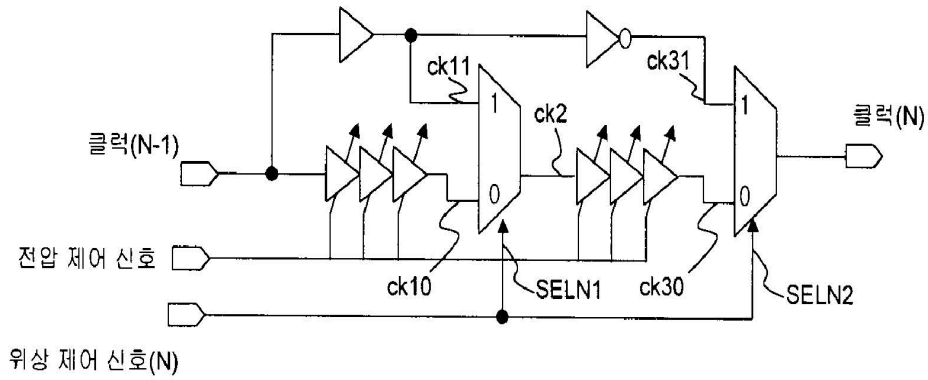 ck11
ck31
1
1
클럭(N-1)
ck2
클럭(N)
0
0
전압 제어 신호
ck10
SELN1
ck30
SELN2
위상 제어 신호(N)